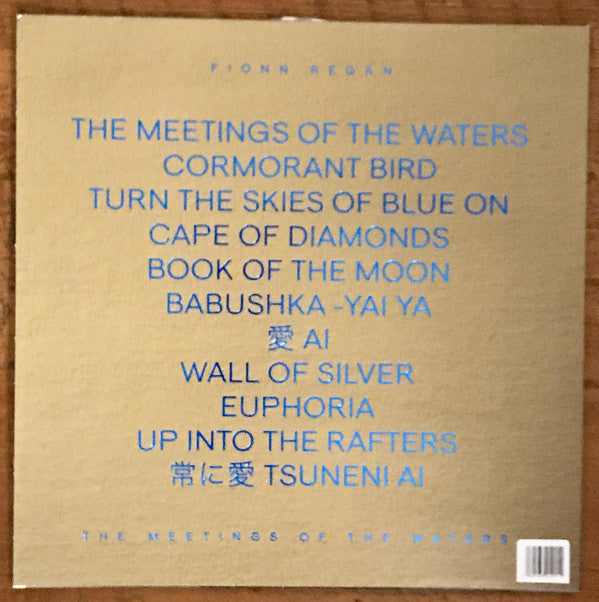 FIONN REGAN
THE MEETINGS OF THE WATERS
CORMORANT BIRD
TURN THE SKIES OF BLUE ON
CAPE OF DIAMONDS
BOOK OF THE MOON
BABUSHKA -YAI YA
愛 AI
WALL OF SILVER
EUPHORIA
UP INTO THE RAFTERS
常に愛 TSUNENI AI
THE MEETINGS OF THE WATERS